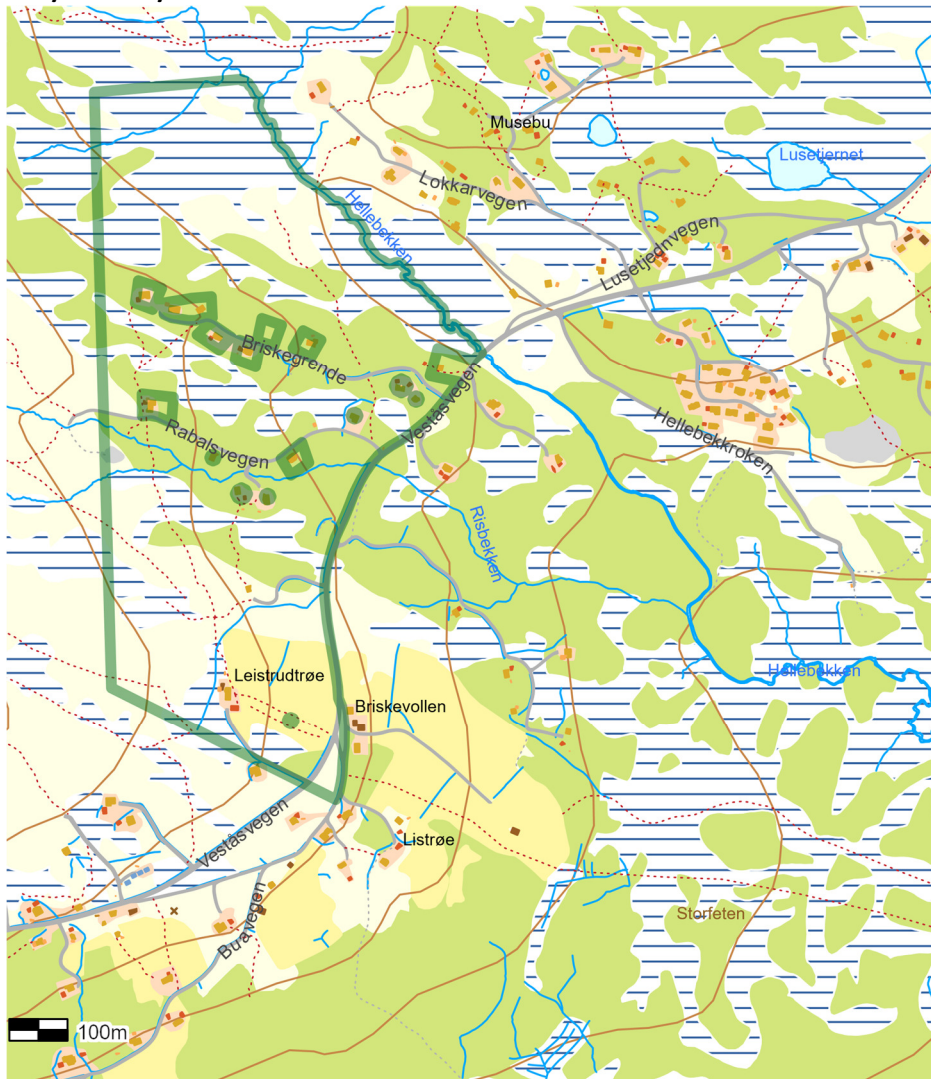 Musebu
Lusetjernet
Lokkarvegen
Hellebekken
Lusetjednvegen
Briskegrende
Veståsvegen
Hellebekkroken
Rabalsvegen
Risbekken
Leistrudtrøe
Hellebekken
Briskevollen
Veståsvegen
Listrøe
Storfeten
Buavegen
100m